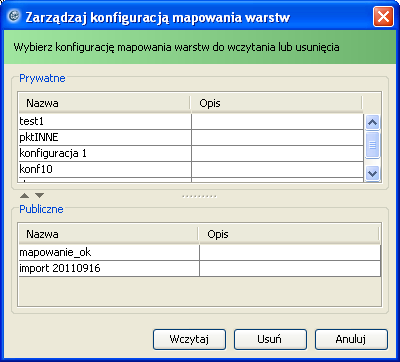 Zarządzaj konfiguracją mapowania warstw
Wybierz konfigurację mapowania warstw do wczytania lub usunięcia
Prywatne
Nazwa Opis
test1
pktINNE
konfiguracja 1
konf10
Publiczne
Nazwa Opis
mapowanie_ok
import 20110916
Wczytaj Usuń Anuluj